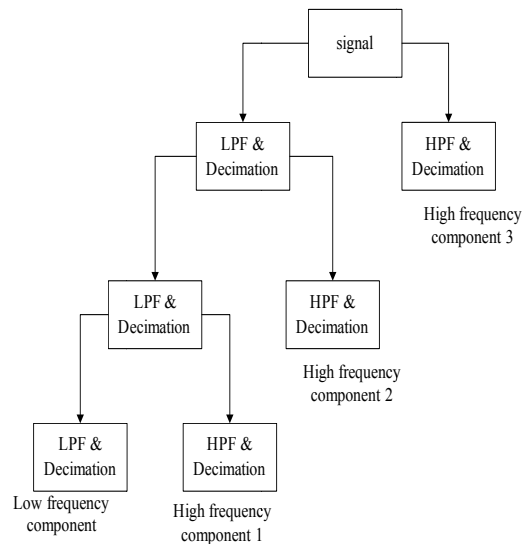 signal
LPF &
Decimation
HPF &
Decimation
High frequency
component 3
LPF &
Decimation
HPF &
Decimation
High frequency
component 2
LPF &
Decimation
HPF &
Decimation
Low frequency
component
High frequency
component 1